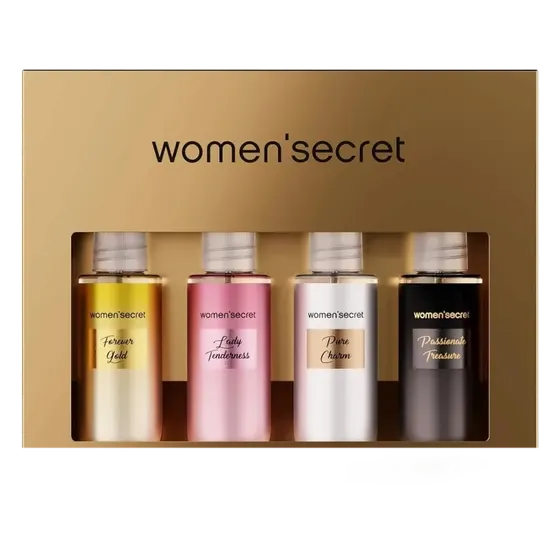 women'secret
women'secret
Forever
Gold
women'secret
Lady
Tenderness
women'secret
Pure
Charm
women'secret
Passionate
Treasure